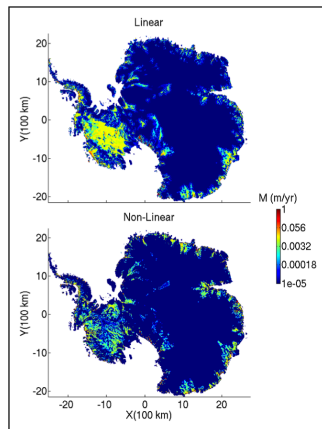 Linear
20
10
0
-10
-20
Y(100 km)
M (m/yr)
1
0.056
0.0032
0.00018
1e-05
Non-Linear
20
10
0
-10
-20
Y(100 km)
-20 -10 0 10 20
X(100 km)